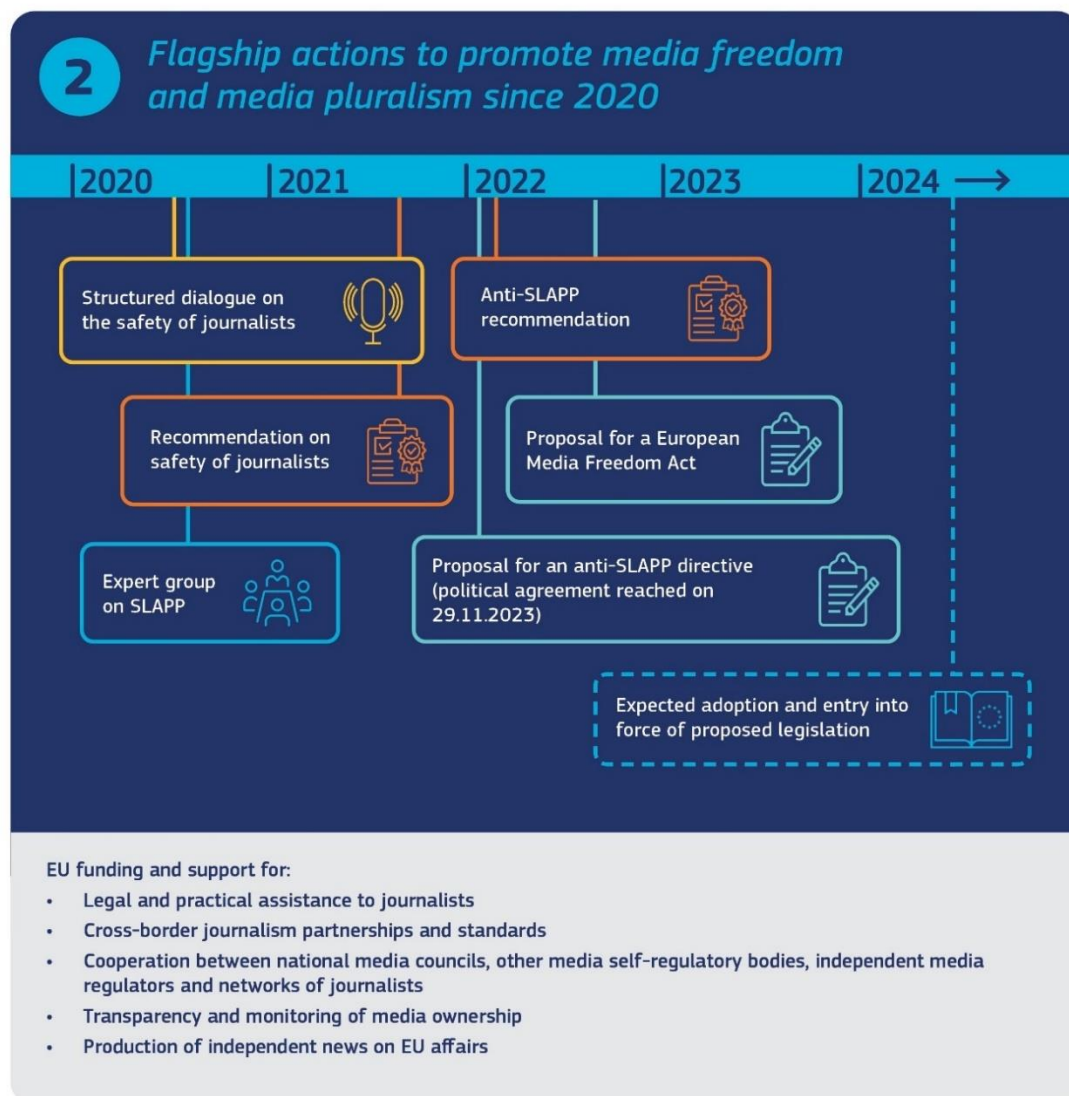 2
Flagship actions to promote media freedom
and media pluralism since 2020
2020
2021
2022
2023
2024
Structured dialogue on
the safety of journalists
Anti-SLAPP
recommendation
Recommendation on
safety of journalists
Proposal for a European
Media Freedom Act
Expert group
on SLAPP
Proposal for an anti-SLAPP directive
(political agreement reached on
29.11.2023)
Expected adoption and entry into
force of proposed legislation
EU funding and support for:
• Legal and practical assistance to journalists
• Cross-border journalism partnerships and standards
• Cooperation between national media councils, other media self-regulatory bodies, independent media
regulators and networks of journalists
• Transparency and monitoring of media ownership
• Production of independent news on EU affairs